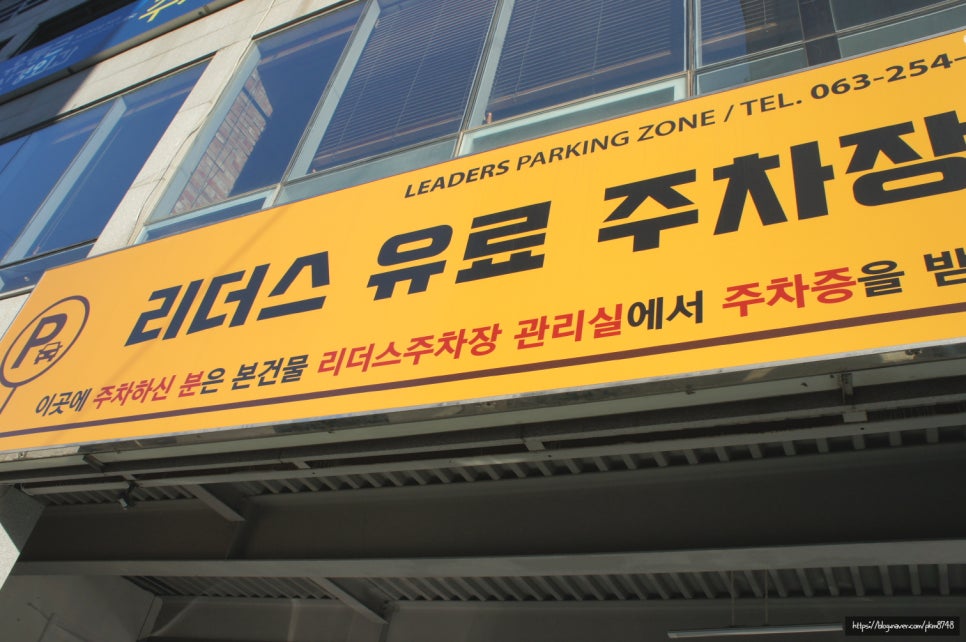 LEADERS PARKING ZONE / TEL. 063-254-
리더스 유료 주차장
이곳에 주차하신 분은 본건물 리더스주차장 관리실에서 주차증을 받
https://blog.naver.com/pkm8748